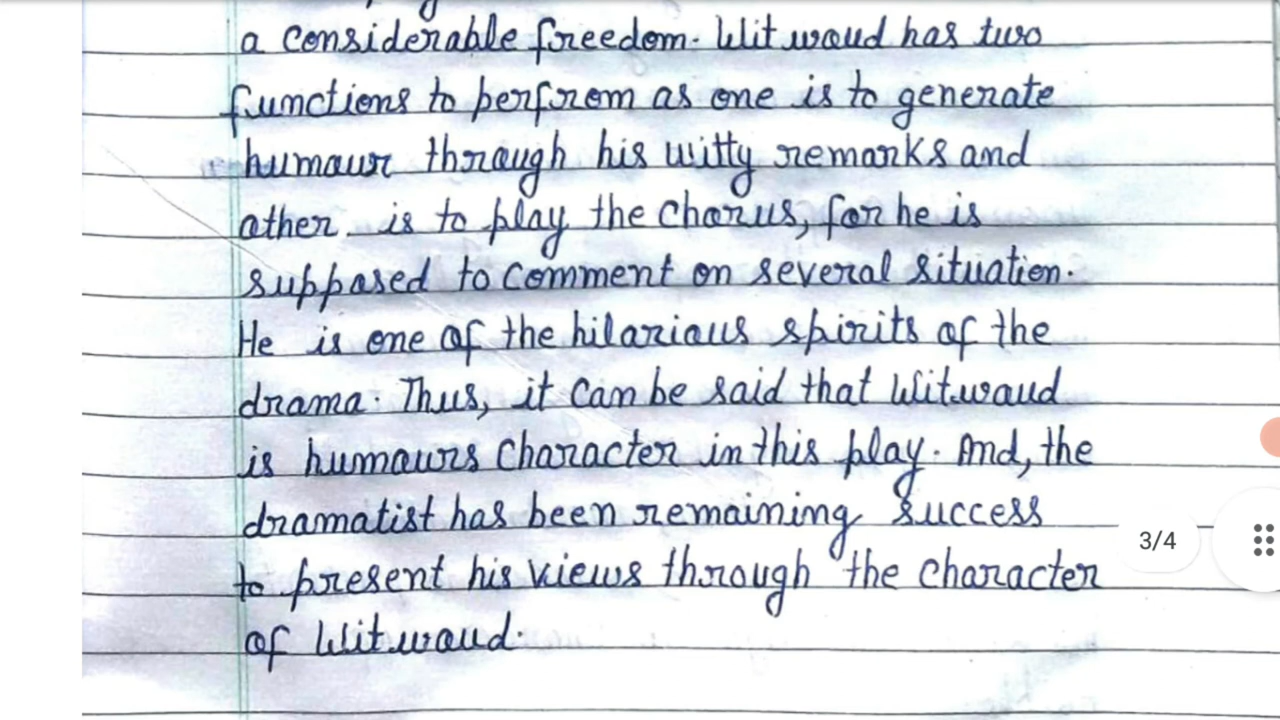 a considerable freedom. Witwoud has two
functions to perfrom as one is to generate
humour through his witty remarks and
other is to play the chorus, for he is
supposed to comment on several situation.
He is one of the hilarious spirits of the
drama. Thus, it can be said that Witwoud
is humours character in this play. And, the
dramatist has been remaining success
to present his views through the character
of Witwoud.
3/4